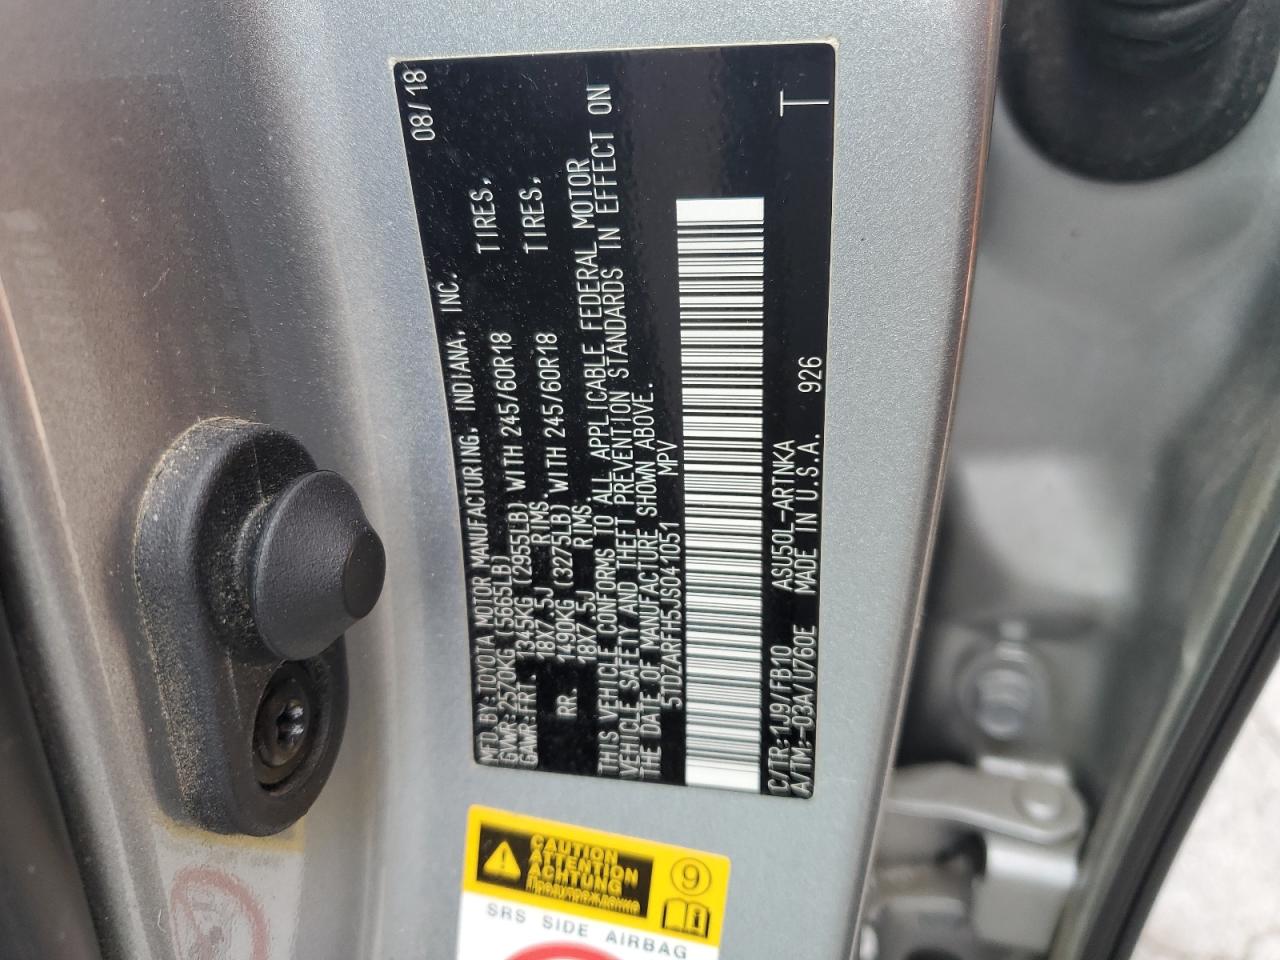 MFD.BY:TOYOTA MOTOR MANUFACTURING, INDIANA, INC. 08/18
GVWR:2570KG (5665LB)
GAWR:FRT. 1345KG (2955LB) WITH 245/60R18 TIRES,
18X7.5J RIMS.
RR. 1490KG (3275LB) WITH 245/60R18 TIRES,
18X7.5J RIMS.
THIS VEHICLE CONFORMS TO ALL APPLICABLE FEDERAL MOTOR
VEHICLE SAFETY AND THEFT PREVENTION STANDARDS IN EFFECT ON
THE DATE OF MANUFACTURE SHOWN ABOVE.
5TDZARFH5JS041051 MPV
C/TR:1J9/FB10 ASU50L-ARTNKA
A/TM:-03A/U760E MADE IN U.S.A. 926
T
CAUTION
ATTENTION
ACHTUNG
Предупреждение
9
SRS SIDE AIRBAG